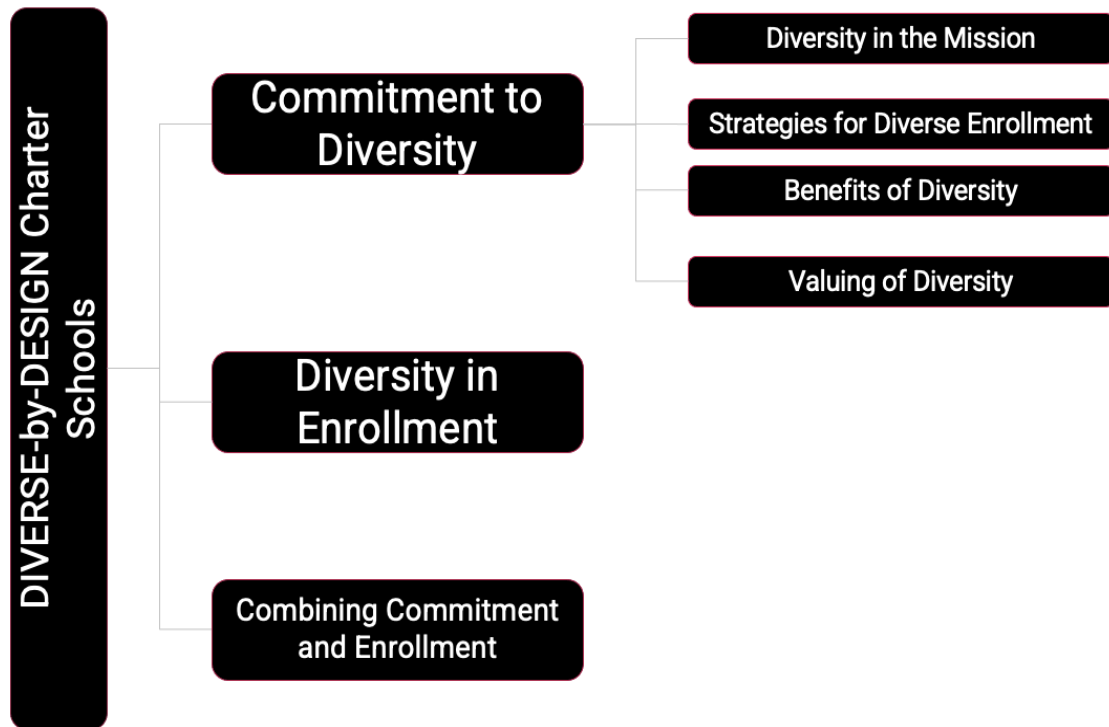 DIVERSE-by-DESIGN Charter
Schools
Commitment to
Diversity
Diversity in the Mission
Strategies for Diverse Enrollment
Benefits of Diversity
Valuing of Diversity
Diversity in
Enrollment
Combining Commitment
and Enrollment